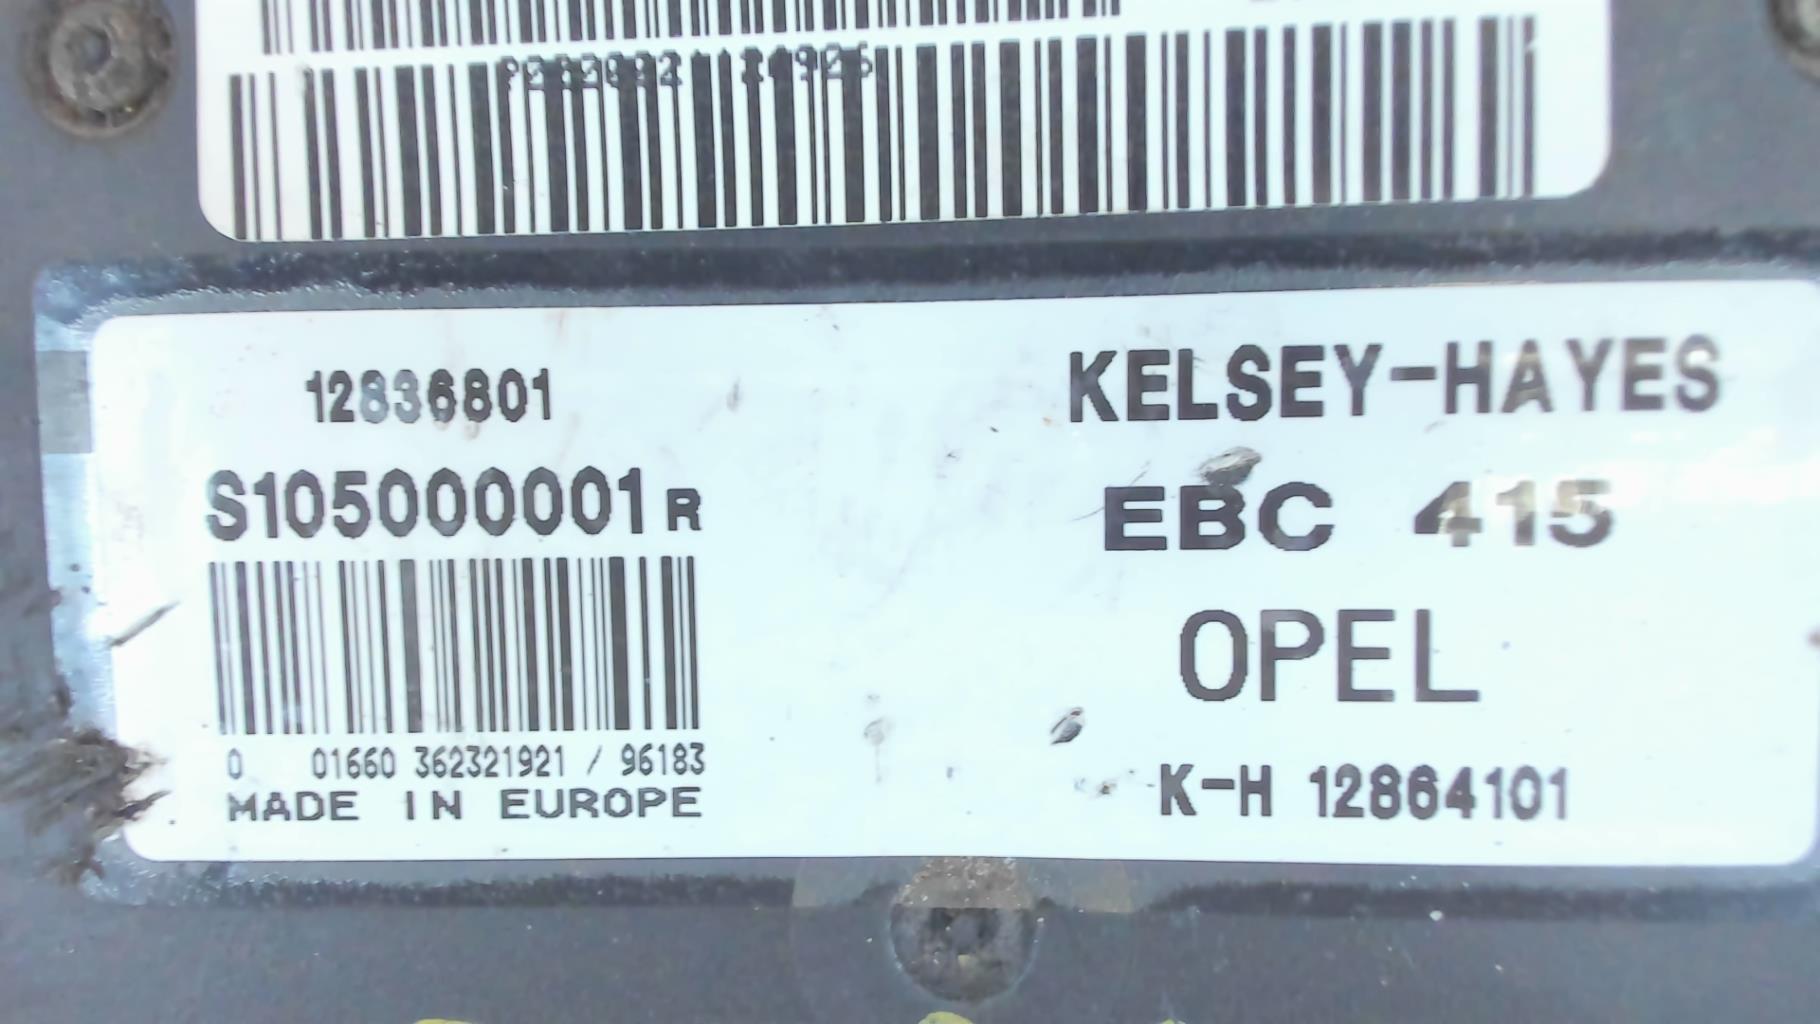 12836801
KELSEY-HAYES
S105000001 R
EBC 415
OPEL
0 01660 362321921 / 96183
MADE IN EUROPE
K-H 12864101